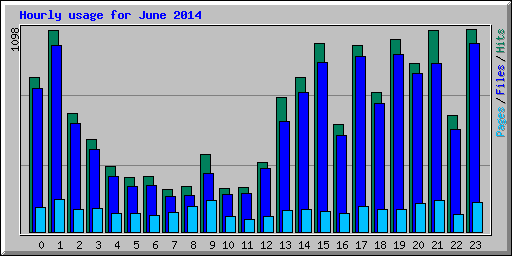 Hourly usage for June 2014
1098
Pages / Files / Hits
0 1 2 3 4 5 6 7 8 9 10 11 12 13 14 15 16 17 18 19 20 21 22 23